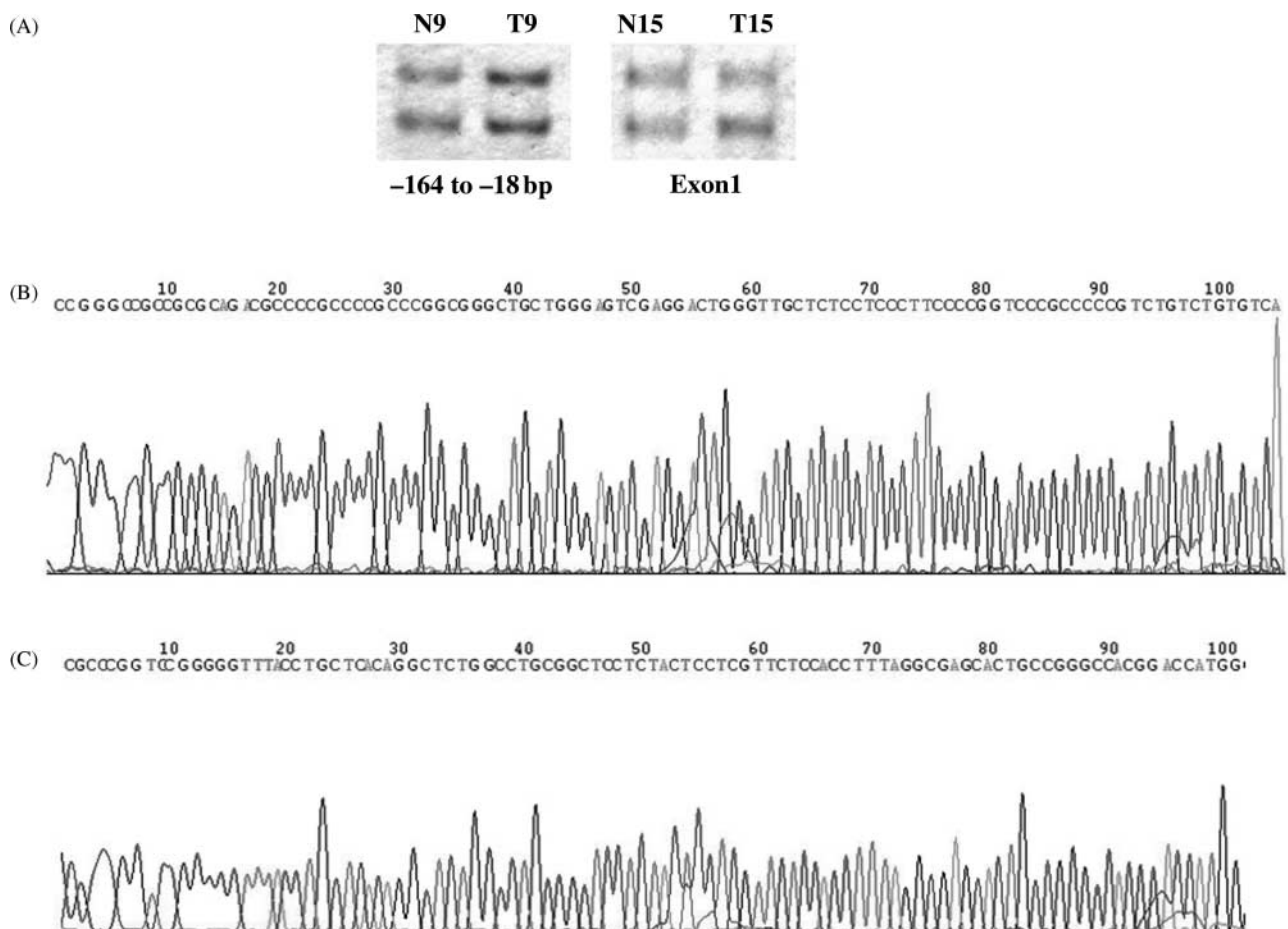 (A)
N9 T9 N15 T15
−164 to −18 bp Exon1
(B)
10 20 30 40 50 60 70 80 90 100
CCGGGCCGCCGCGCAGACGCCCCGCCCCGCCCGGCGGGCTGCTGGGAGTCGAGGACTGGGTTGCTCTCCTCCCTTCCCCGGTCCCGCCCCCGTCTGTCTGTGTCA
(C)
10 20 30 40 50 60 70 80 90 100
CGCCCGGTCCGGGGGTTTACCTGCTCACAGGCTCTGGCCTGCGGCTCCTCTACTCCTCGTTCTCCACCTTTAGGCGAGCACTGCCGGGCCACGGACCATGG